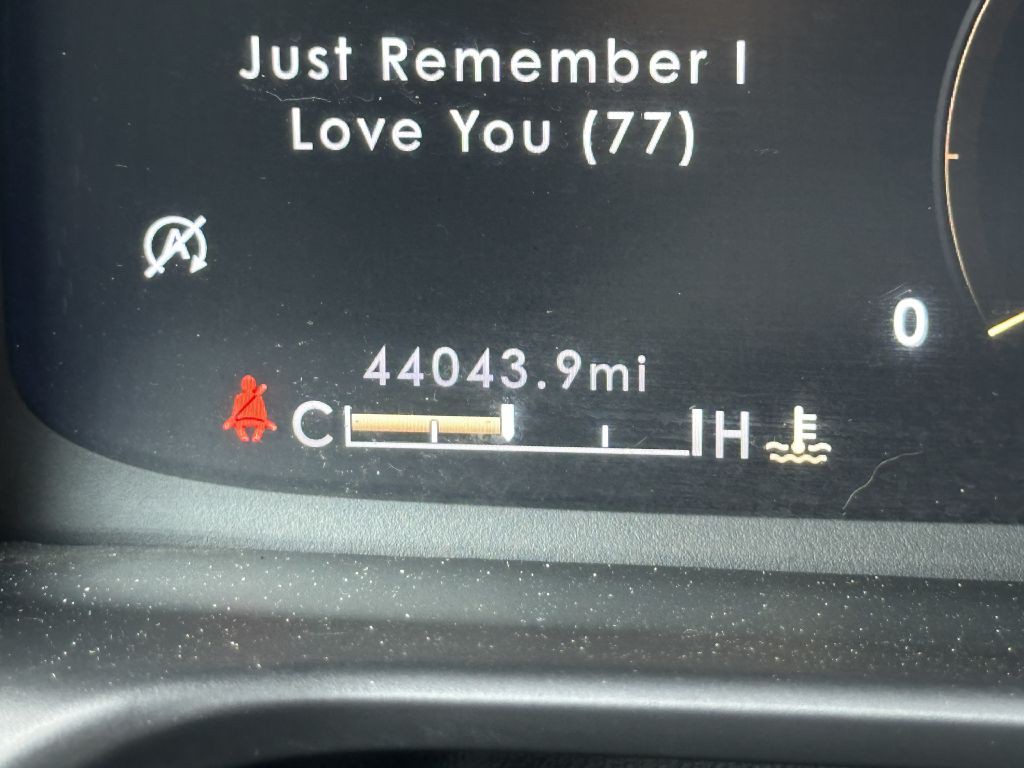 Just Remember I
Love You (77)
A
0
44043.9mi
C H